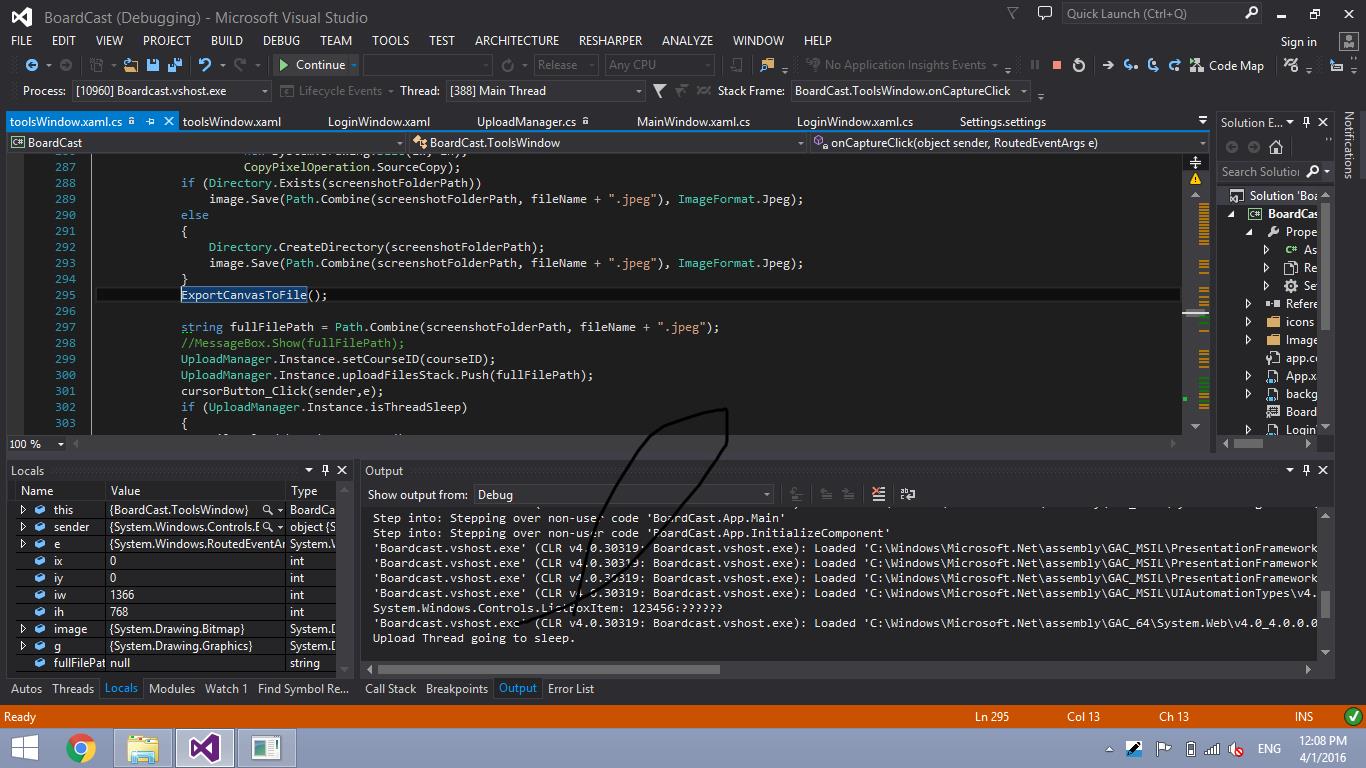 BoardCast (Debugging) - Microsoft Visual Studio
Quick Launch (Ctrl+Q)
FILE EDIT VIEW PROJECT BUILD DEBUG TEAM TOOLS TEST ARCHITECTURE RESHARPER ANALYZE WINDOW HELP
Sign in
Continue Release Any CPU No Application Insights Events Code Map
Process: [10960] Boardcast.vshost.exe Lifecycle Events Thread: [388] Main Thread Stack Frame: BoardCast.ToolsWindow.onCaptureClick
toolsWindow.xaml.cs toolsWindow.xaml LoginWindow.xaml UploadManager.cs MainWindow.xaml.cs LoginWindow.xaml.cs Settings.settings
BoardCast BoardCast.ToolsWindow onCaptureClick(object sender, RoutedEventArgs e)
287 CopyPixelOperation.SourceCopy);
288 if (Directory.Exists(screenshotFolderPath))
289 image.Save(Path.Combine(screenshotFolderPath, fileName + ".jpeg"), ImageFormat.Jpeg);
290 else
291 {
292 Directory.CreateDirectory(screenshotFolderPath);
293 image.Save(Path.Combine(screenshotFolderPath, fileName + ".jpeg"), ImageFormat.Jpeg);
294 }
295 ExportCanvasToFile();
296
297 string fullFilePath = Path.Combine(screenshotFolderPath, fileName + ".jpeg");
298 //MessageBox.Show(fullFilePath);
299 UploadManager.Instance.setCourseID(courseID);
300 UploadManager.Instance.uploadFilesStack.Push(fullFilePath);
301 cursorButton_Click(sender,e);
302 if (UploadManager.Instance.isThreadSleep)
303 {
100 %
Solution E...
Search Solution
Solution 'Boa
BoardCas
Prope
As
Re
Se
Refere
icons
Image
app.co
App.x
backg
Board
Login
Notifications
Locals
Name Value Type
this {BoardCast.ToolsWindow} BoardCa
sender {System.Windows.Controls.B object {S
e {System.Windows.RoutedEventAr System.W
ix 0 int
iy 0 int
iw 1366 int
ih 768 int
image {System.Drawing.Bitmap} System.D
g {System.Drawing.Graphics} System.D
fullFilePat null string
Autos Threads Locals Modules Watch 1 Find Symbol Re...
Output
Show output from: Debug
Step into: Stepping over non-user code 'BoardCast.App.Main'
Step into: Stepping over non-user code 'BoardCast.App.InitializeComponent'
'Boardcast.vshost.exe' (CLR v4.0.30319: Boardcast.vshost.exe): Loaded 'C:\Windows\Microsoft.Net\assembly\GAC_MSIL\PresentationFramework
'Boardcast.vshost.exe' (CLR v4.0.30319: Boardcast.vshost.exe): Loaded 'C:\Windows\Microsoft.Net\assembly\GAC_MSIL\PresentationFramework
'Boardcast.vshost.exe' (CLR v4.0.30319: Boardcast.vshost.exe): Loaded 'C:\Windows\Microsoft.Net\assembly\GAC_MSIL\PresentationFramework
'Boardcast.vshost.exe' (CLR v4.0.30319: Boardcast.vshost.exe): Loaded 'C:\Windows\Microsoft.Net\assembly\GAC_MSIL\UIAutomationTypes\v4.
System.Windows.Controls.ListBoxItem: 123456:??????
'Boardcast.vshost.exe' (CLR v4.0.30319: Boardcast.vshost.exe): Loaded 'C:\Windows\Microsoft.Net\assembly\GAC_64\System.Web\v4.0_4.0.0.0
Upload Thread going to sleep.
Call Stack Breakpoints Output Error List
Ready Ln 295 Col 13 Ch 13 INS
ENG
12:08 PM
4/1/2016